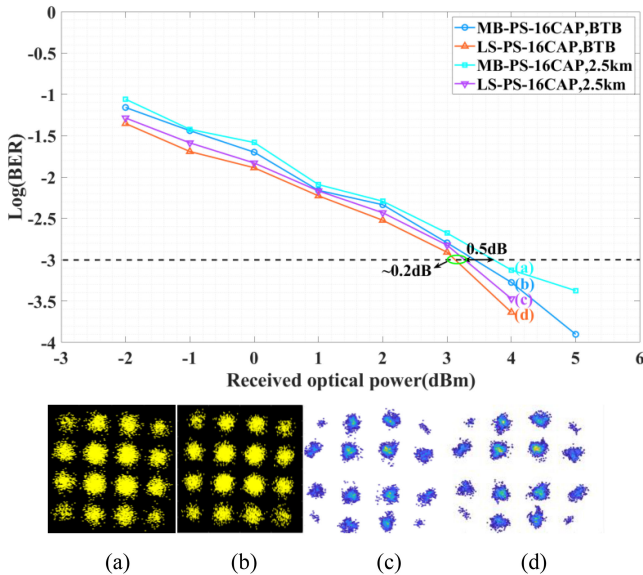 0
-0.5
-1
-1.5
-2
-2.5
-3
-3.5
-4
Log(BER)
MB-PS-16CAP,BTB
LS-PS-16CAP,BTB
MB-PS-16CAP,2.5km
LS-PS-16CAP,2.5km
0.5dB
~0.2dB
(a)
(b)
(c)
(d)
-3 -2 -1 0 1 2 3 4 5 6
Received optical power(dBm)
(a) (b) (c) (d)